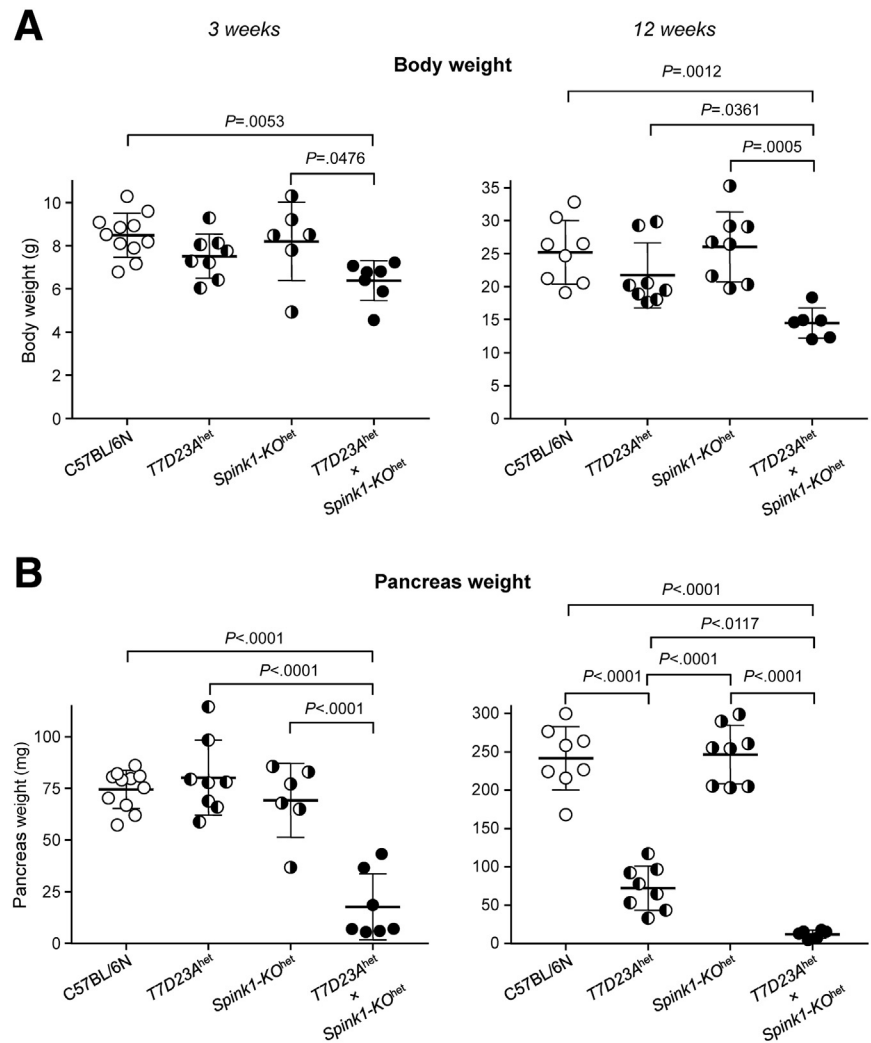 A
3 weeks
12 weeks
Body weight
P=.0053
P=.0476
P=.0012
P=.0361
P=.0005
Body weight (g)
10
8
6
4
2
0
35
30
25
20
15
10
5
0
C57BL/6N
T7D23Ahet
Spink1-KOhet
T7D23Ahet
×
Spink1-KOhet
C57BL/6N
T7D23Ahet
Spink1-KOhet
T7D23Ahet
×
Spink1-KOhet
B
Pancreas weight
P<.0001
P<.0001
P<.0001
P<.0001
P<.0117
P<.0001
P<.0001
P<.0001
Pancreas weight (mg)
100
75
50
25
0
300
250
200
150
100
50
0
C57BL/6N
T7D23Ahet
Spink1-KOhet
T7D23Ahet
×
Spink1-KOhet
C57BL/6N
T7D23Ahet
Spink1-KOhet
T7D23Ahet
×
Spink1-KOhet